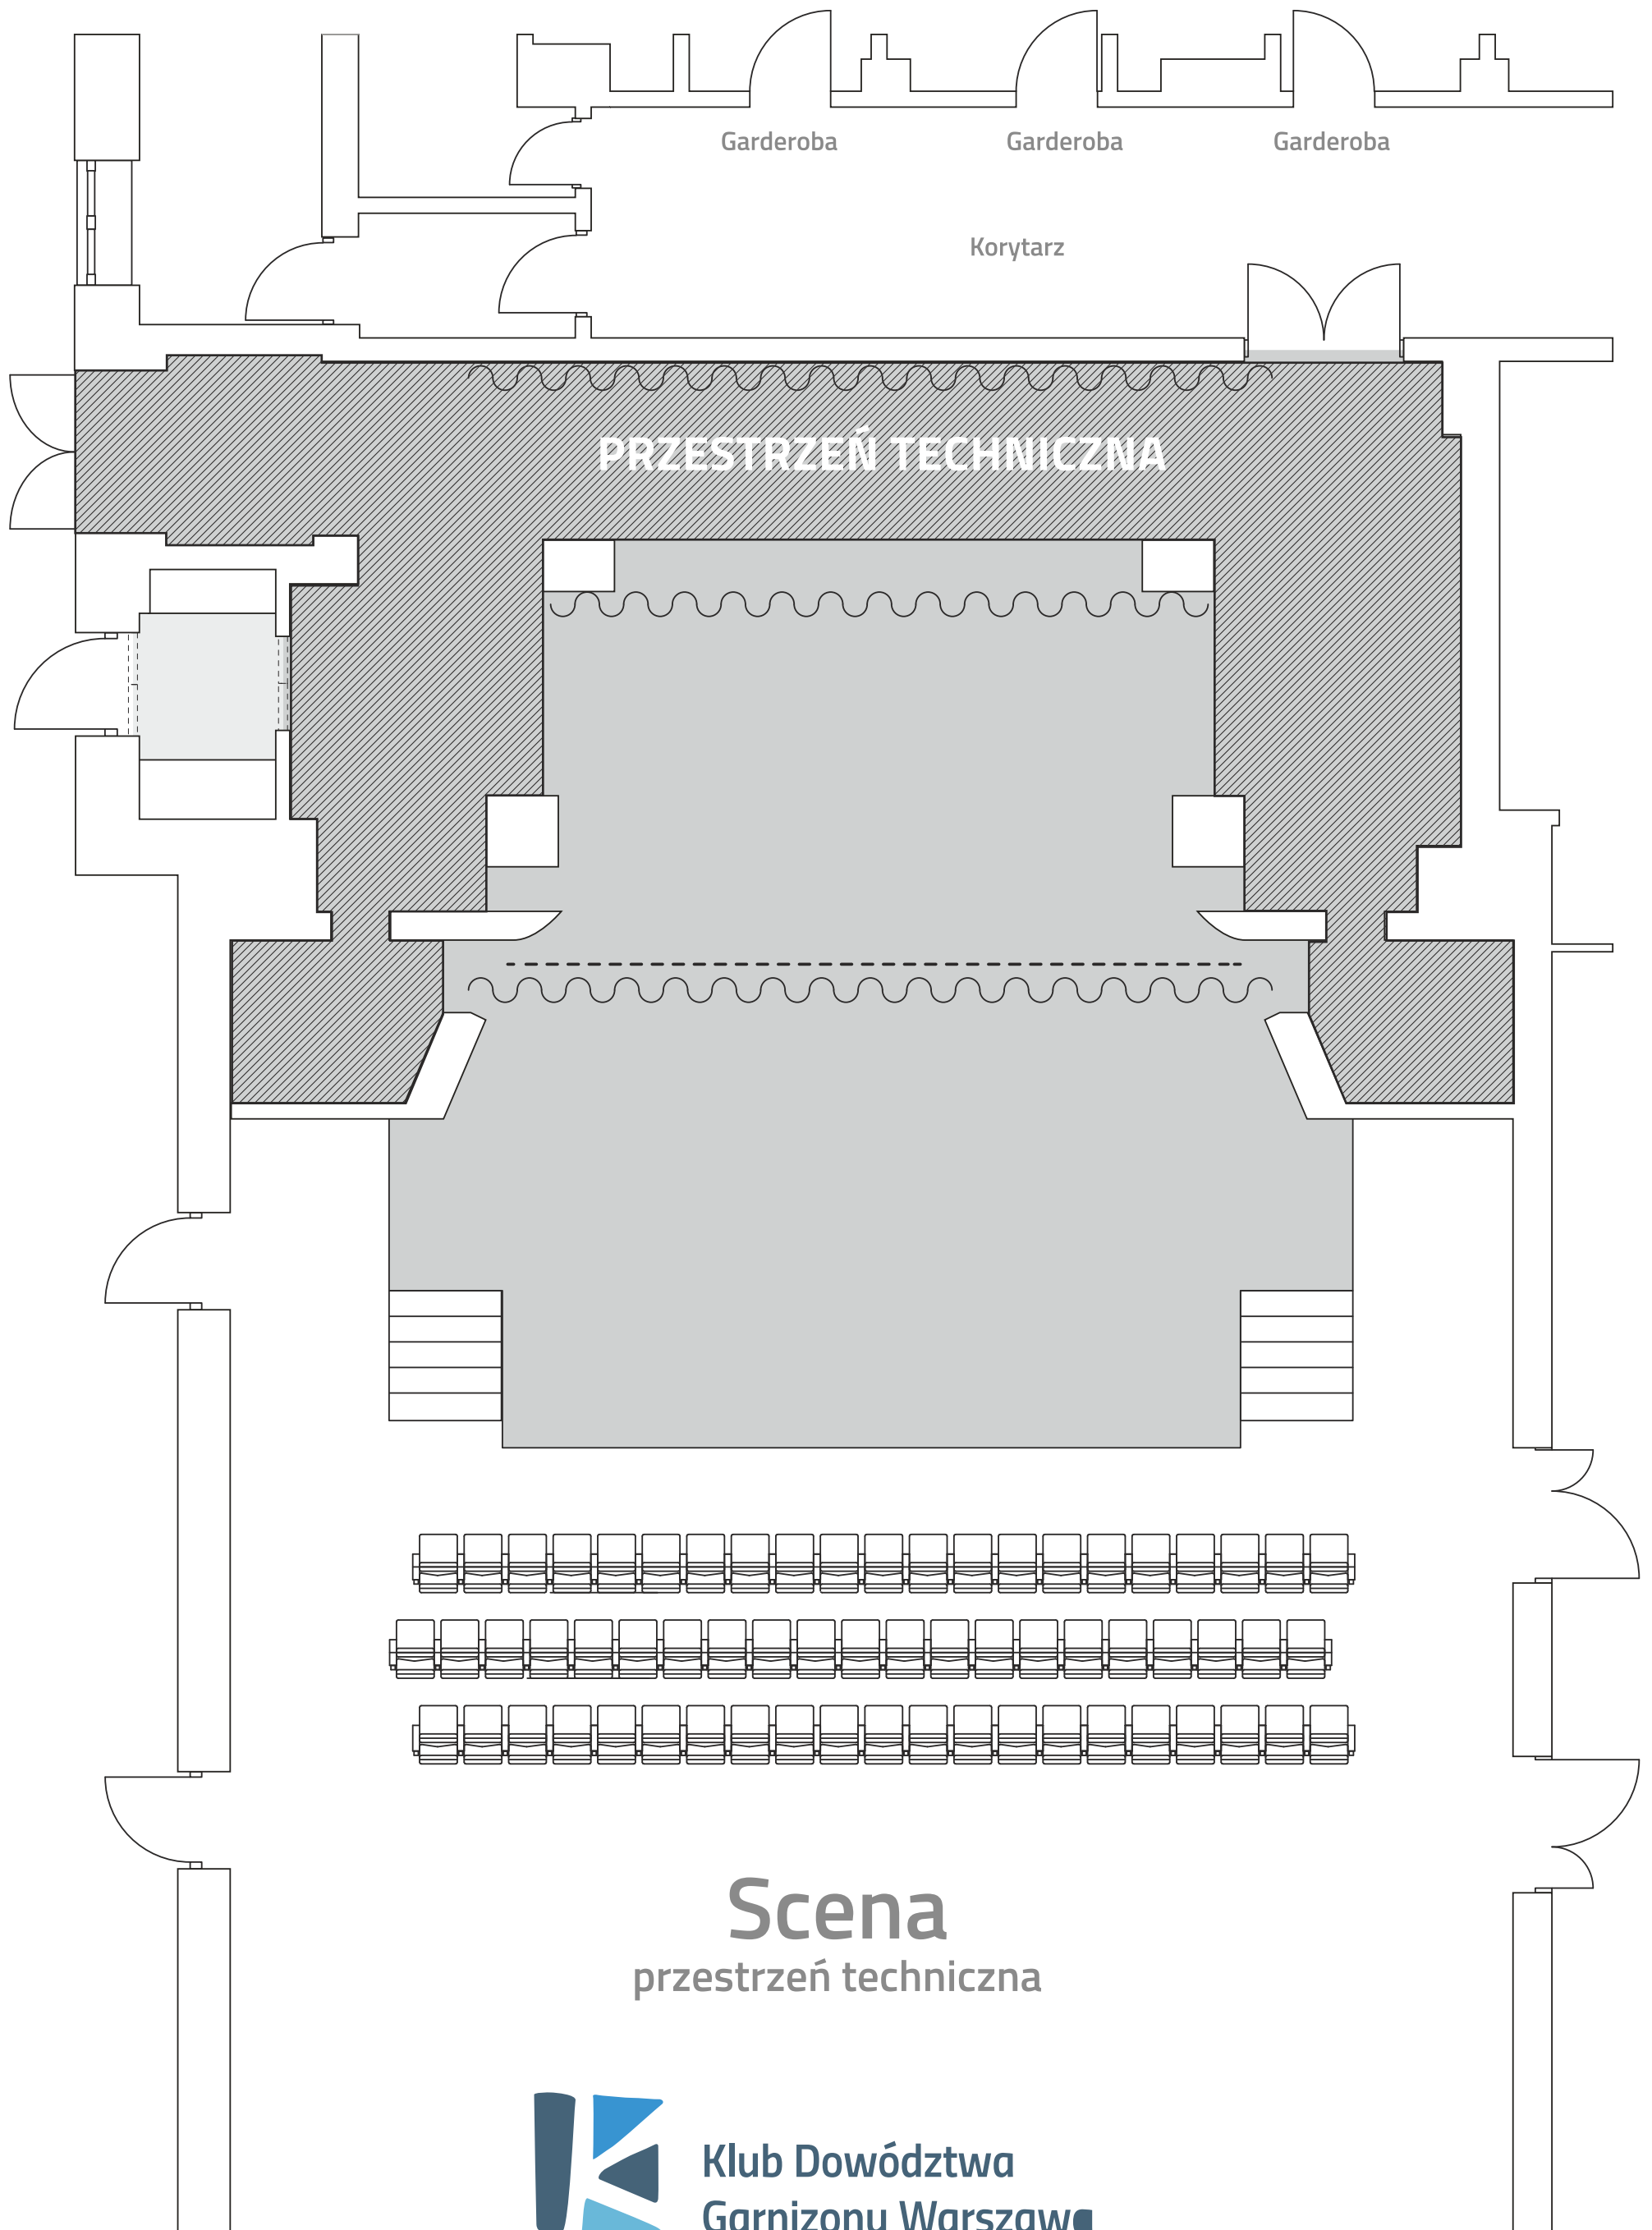 Garderoba Garderoba Garderoba
Korytarz
PRZESTRZEŃ TECHNICZNA
Scena
przestrzeń techniczna
Klub Dowództwa
Garnizonu Warszawa